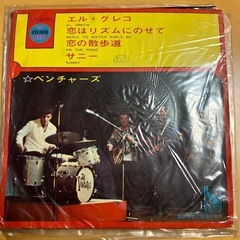 STEREO
エル・グレコ
EL GRECO
恋はリズムにのせて
MUSIC TO WATCH GIRLS BY
恋の散歩道
ON THE ROAD
サニー
SUNNY
☆ベンチャーズ